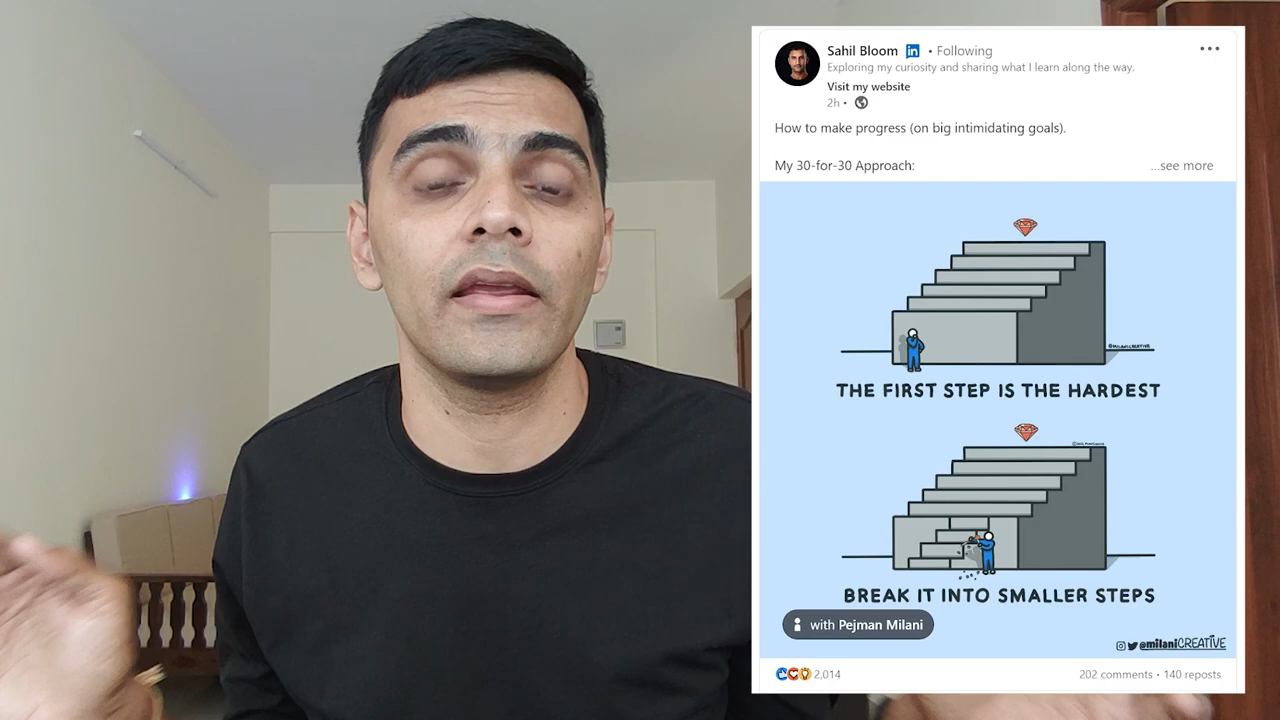 Sahil Bloom in • Following
Exploring my curiosity and sharing what I learn along the way.
Visit my website
2h •
How to make progress (on big intimidating goals).
My 30-for-30 Approach:
...see more
@MILANICREATIVE
THE FIRST STEP IS THE HARDEST
BREAK IT INTO SMALLER STEPS
with Pejman Milani
@milaniCREATIVE
2,014
202 comments • 140 reposts